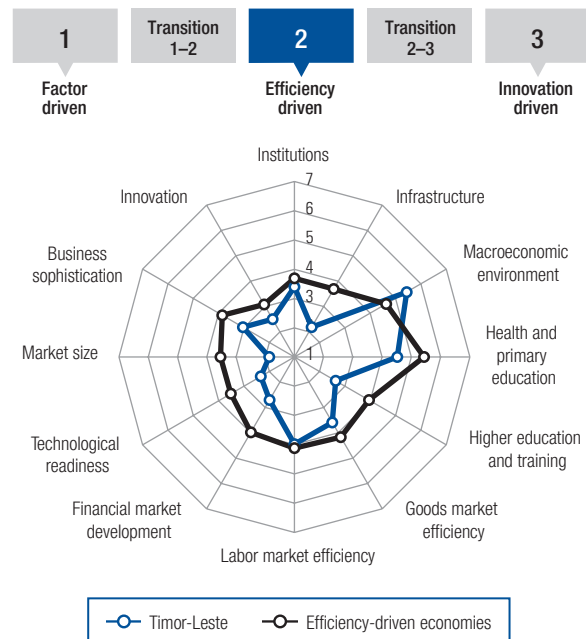 1
Transition
1–2
2
Transition
2–3
3
Factor
driven
Efficiency
driven
Innovation
driven
Institutions
7
6
5
4
3
2
1
Infrastructure
Macroeconomic
environment
Health and
primary
education
Higher education
and training
Goods market
efficiency
Labor market efficiency
Financial market
development
Technological
readiness
Market size
Business
sophistication
Innovation
Timor-Leste
Efficiency-driven economies